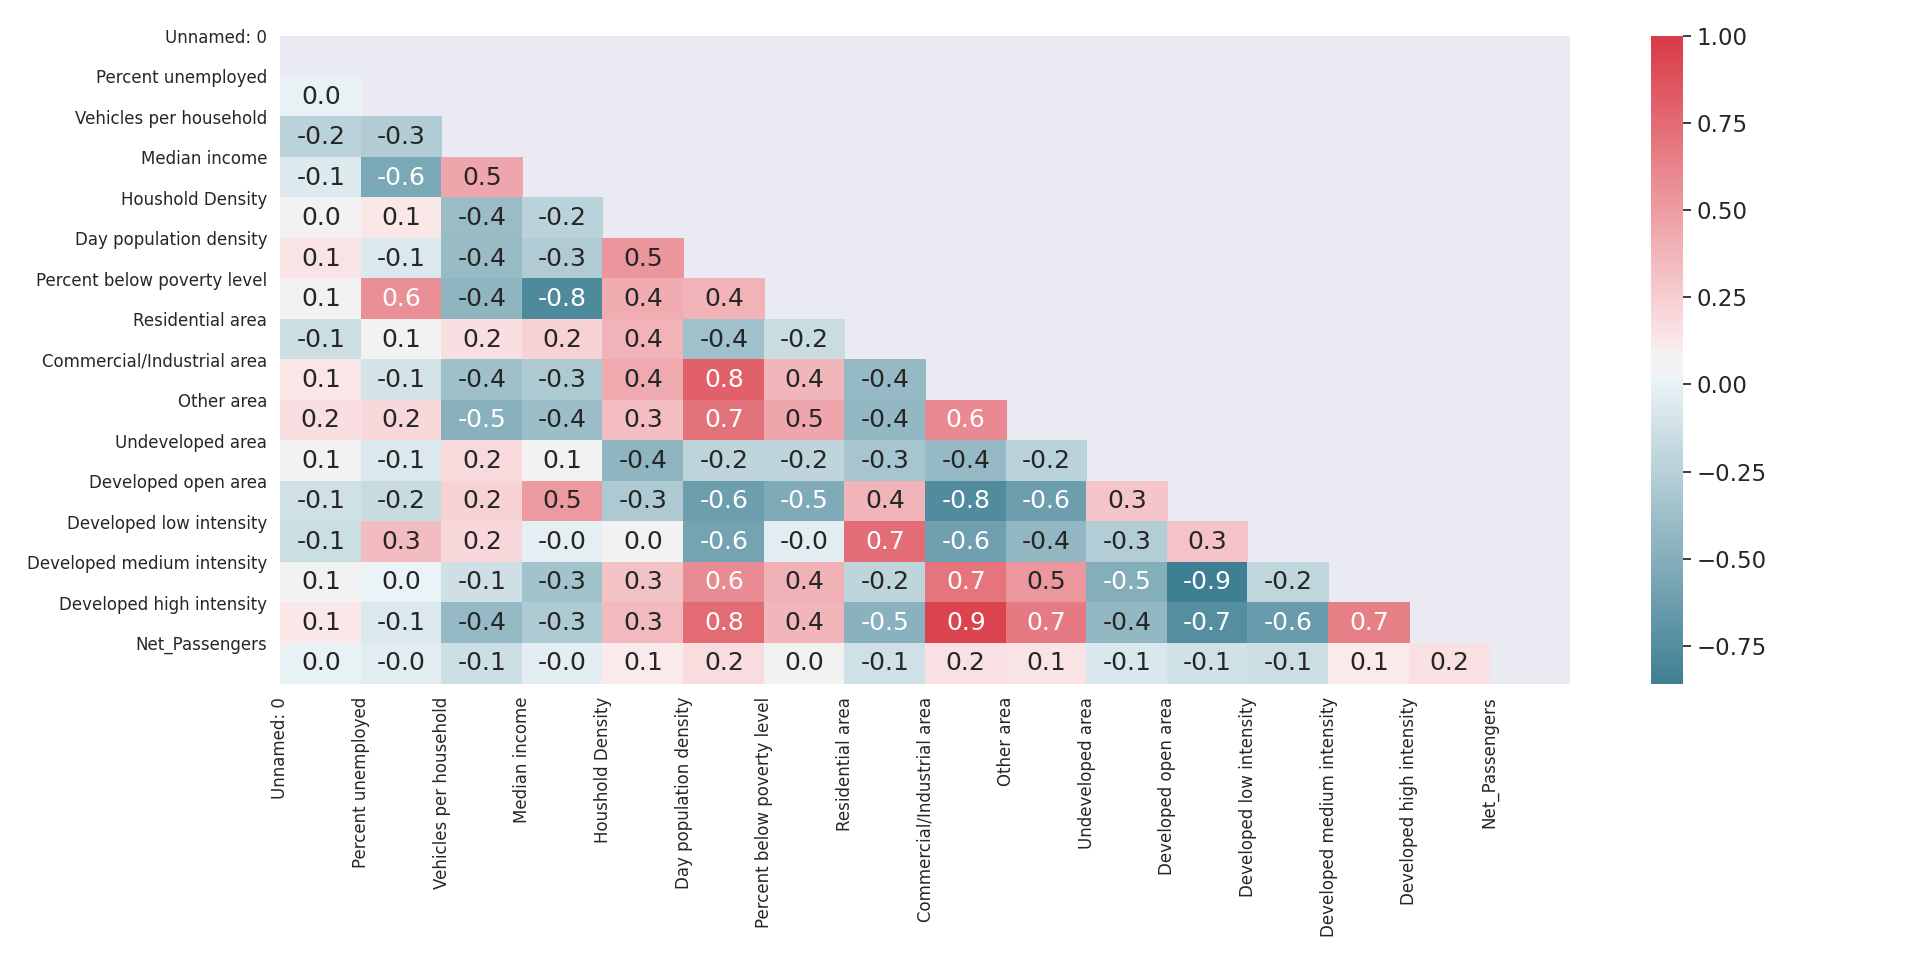 Unnamed: 0
1.00
Percent unemployed
0.0
Vehicles per household
0.75
-0.2 -0.3
Median income
-0.1 -0.6 0.5
Houshold Density
0.50
0.0 0.1 -0.4 -0.2
Day population density
0.1 -0.1 -0.4 -0.3 0.5
Percent below poverty level
0.25
0.1 0.6 -0.4 -0.8 0.4 0.4
Residential area
-0.1 0.1 0.2 0.2 0.4 -0.4 -0.2
Commercial/Industrial area
0.1 -0.1 -0.4 -0.3 0.4 0.8 0.4 -0.4
0.00
Other area
0.2 0.2 -0.5 -0.4 0.3 0.7 0.5 -0.4 0.6
Undeveloped area
0.1 -0.1 0.2 0.1 -0.4 -0.2 -0.2 -0.3 -0.4 -0.2
−0.25
Developed open area
-0.1 -0.2 0.2 0.5 -0.3 -0.6 -0.5 0.4 -0.8 -0.6 0.3
Developed low intensity
-0.1 0.3 0.2 -0.0 0.0 -0.6 -0.0 0.7 -0.6 -0.4 -0.3 0.3
−0.50
Developed medium intensity
0.1 0.0 -0.1 -0.3 0.3 0.6 0.4 -0.2 0.7 0.5 -0.5 -0.9 -0.2
Developed high intensity
0.1 -0.1 -0.4 -0.3 0.3 0.8 0.4 -0.5 0.9 0.7 -0.4 -0.7 -0.6 0.7
Net_Passengers
−0.75
0.0 -0.0 -0.1 -0.0 0.1 0.2 0.0 -0.1 0.2 0.1 -0.1 -0.1 -0.1 0.1 0.2
Unnamed: 0
Percent unemployed
Vehicles per household
Median income
Houshold Density
Day population density
Percent below poverty level
Residential area
Commercial/Industrial area
Other area
Undeveloped area
Developed open area
Developed low intensity
Developed medium intensity
Developed high intensity
Net_Passengers